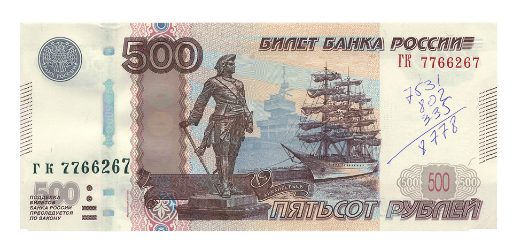 500
БИЛЕТ БАНКА РОССИИ
ГК 7766267
7531
802
335
8778
ГК 7766267
500
ПОДДЕЛКА
БИЛЕТОВ
БАНКА РОССИИ
ПРЕСЛЕДУЕТСЯ
ПО ЗАКОНУ
500
ПЯТЬСОТ РУБЛЕЙ